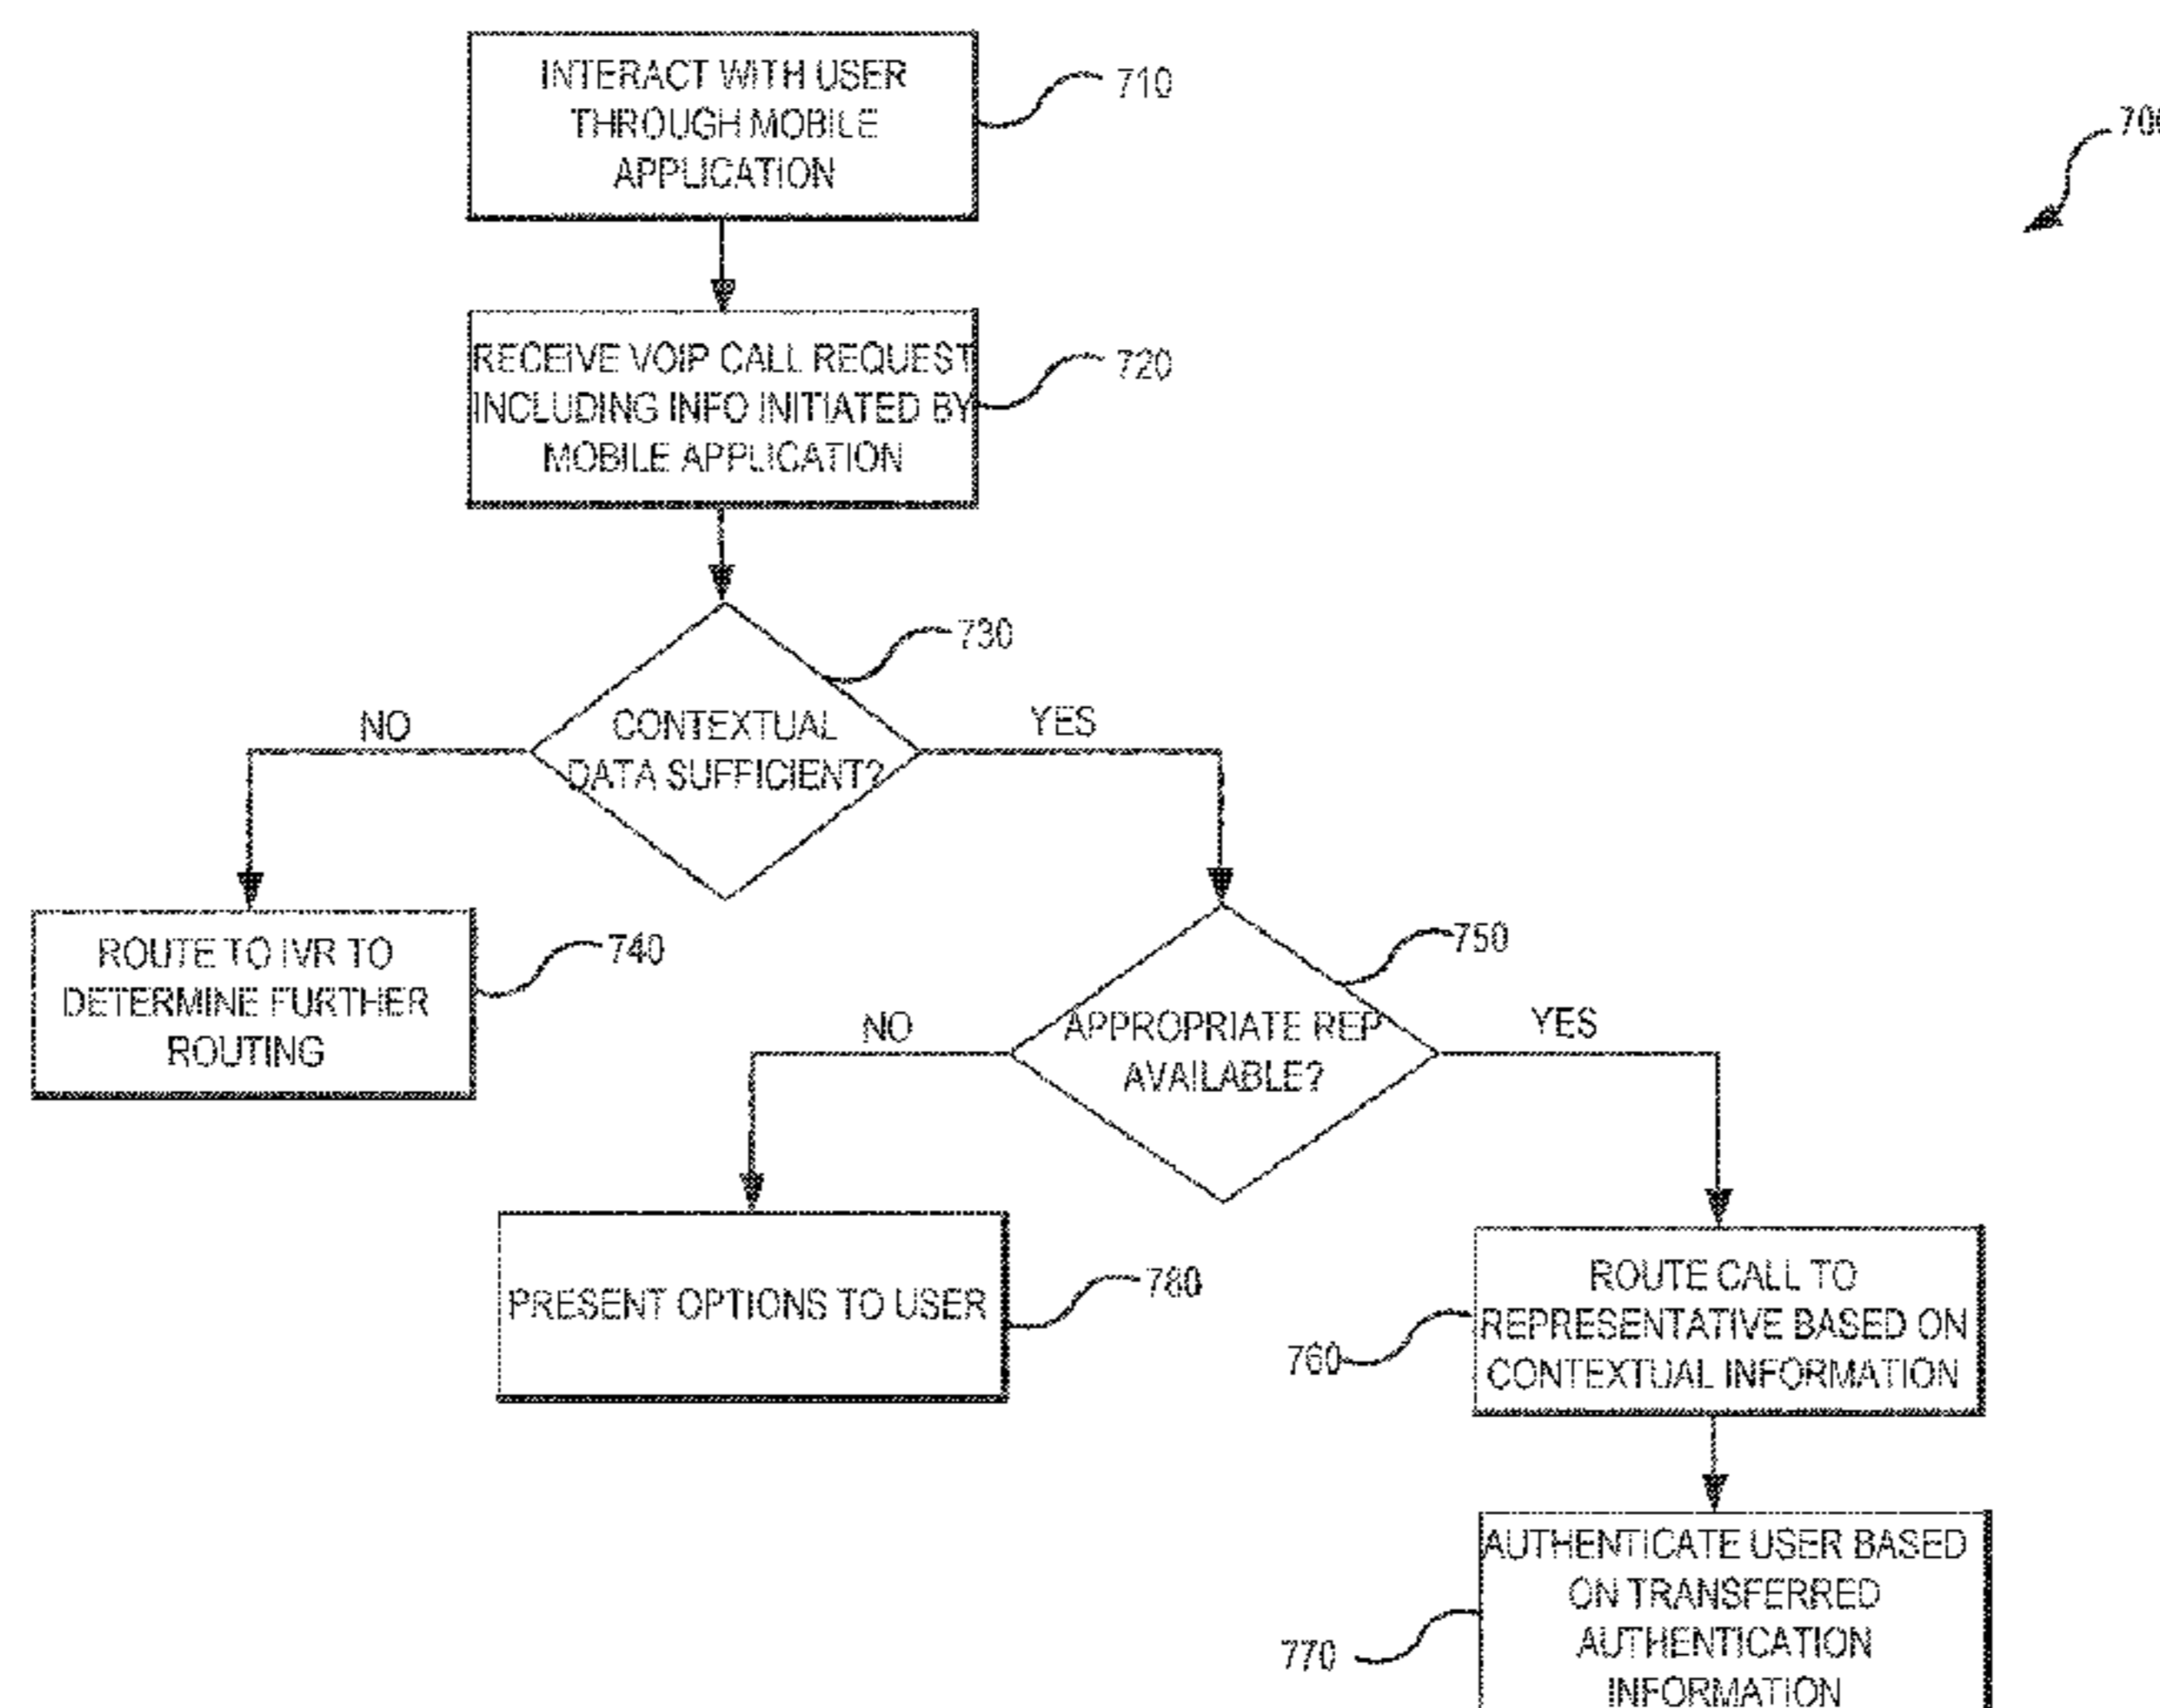 INTERACT WITH USER
THROUGH MOBILE
APPLICATION
710
700
RECEIVE VOIP CALL REQUEST
INCLUDING INFO INITIATED BY
MOBILE APPLICATION
720
730
NO
CONTEXTUAL
DATA SUFFICIENT?
YES
ROUTE TO IVR TO
DETERMINE FURTHER
ROUTING
740
750
NO
APPROPRIATE REP
AVAILABLE?
YES
PRESENT OPTIONS TO USER
780
ROUTE CALL TO
REPRESENTATIVE BASED ON
CONTEXTUAL INFORMATION
760
AUTHENTICATE USER BASED
ON TRANSFERRED
AUTHENTICATION
INFORMATION
770